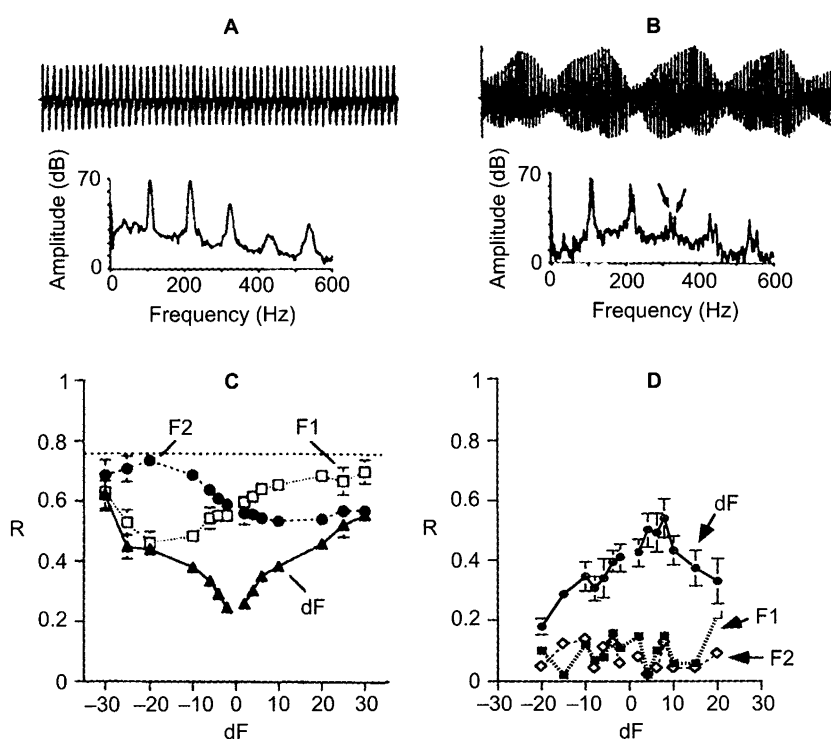 A
B
Amplitude (dB)
70
0
0 200 400 600
Frequency (Hz)
Amplitude (dB)
70
0
0 200 400 600
Frequency (Hz)
C
1
0.8
0.6
R
0.4
0.2
0
F2
F1
dF
–30 –20 –10 0 10 20 30
dF
D
1
0.8
0.6
R
0.4
0.2
0
dF
F1
F2
–30 –20 –10 0 10 20 30
dF